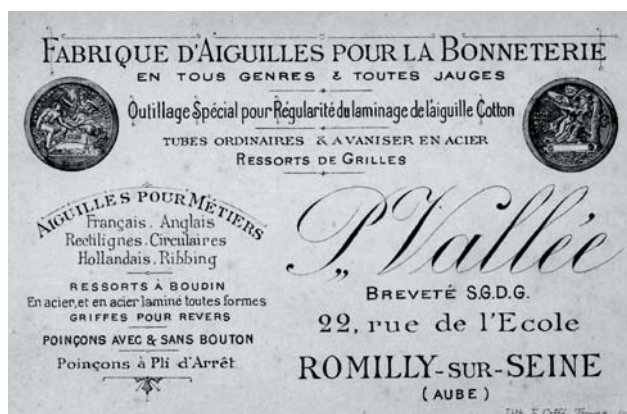 FABRIQUE D'AIGUILLES POUR LA BONNETERIE
EN TOUS GENRES & TOUTES JAUGES
Outillage Spécial pour Régularité du laminage de l'aiguille Cotton
TUBES ORDINAIRES & A VANISER EN ACIER
RESSORTS DE GRILLES
AIGUILLES POUR MÉTIERS
Français. Anglais
Rectilignes. Circulaires
Hollandais. Ribbing
RESSORTS À BOUDIN
En acier, et en acier laminé toutes formes
GRIFFES POUR REVERS
POINÇONS AVEC & SANS BOUTON
Poinçons à Pli d'Arrêt
P. Vallée
BREVETÉ S.G.D.G.
22, rue de l'Ecole
ROMILLY-SUR-SEINE
(AUBE)